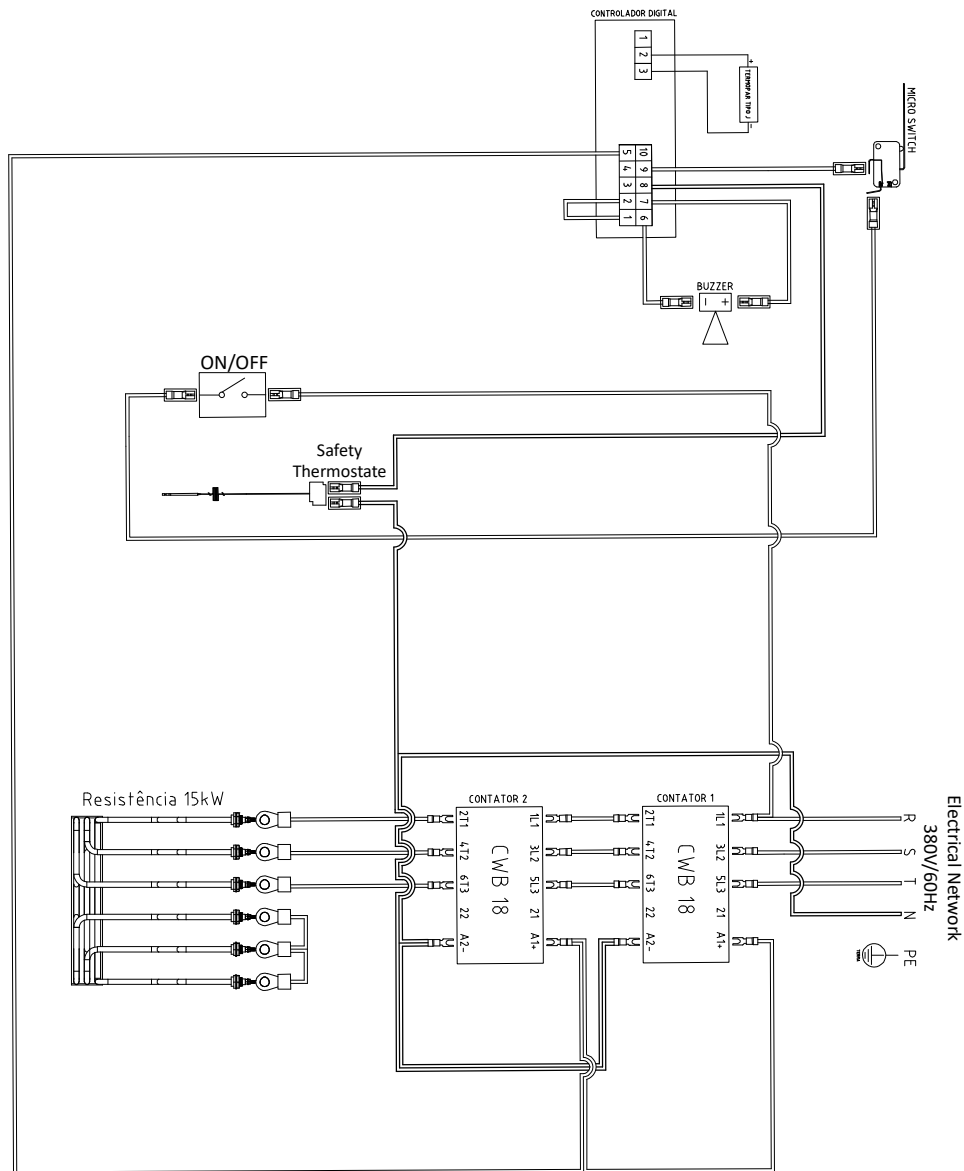 CONTROLADOR DIGITAL
1
2
3
+
TERMOPAR TIPO J
-
MICRO SWITCH
5 10
4 9
3 8
2 7
1 6
BUZZER
- +
ON/OFF
Safety
Thermostate
Electrical Network
380V/60Hz
Resistência 15kW
CONTATOR 2
2T1 1L1
4T2 3L2
6T3 5L3
22 21
A2- A1+
CWB 18
CONTATOR 1
2T1 1L1
4T2 3L2
6T3 5L3
22 21
A2- A1+
CWB 18
R
S
T
N
PE